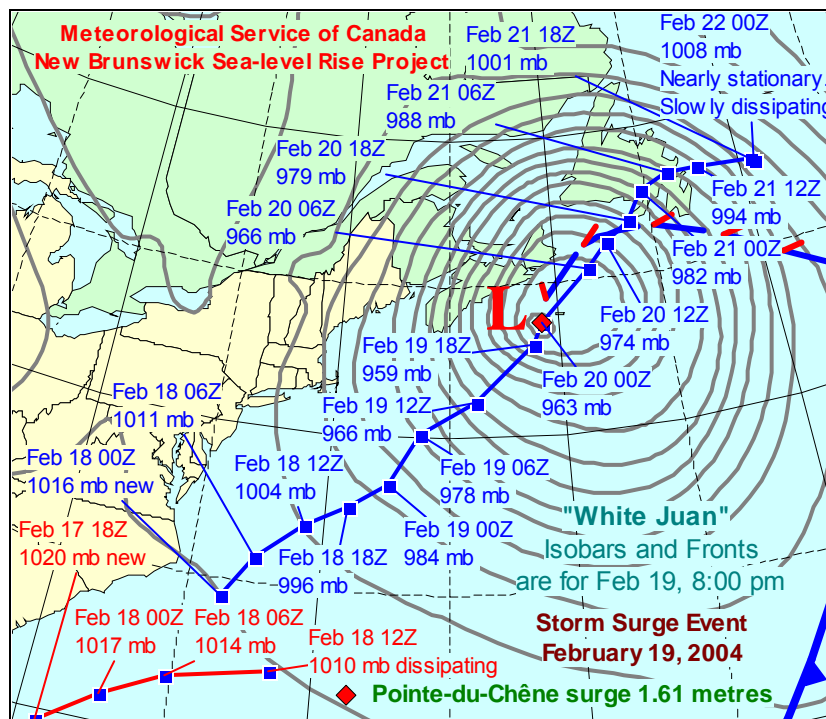 Meteorological Service of Canada
New Brunswick Sea-level Rise Project
Feb 21 18Z
1001 mb
Feb 22 00Z
1008 mb
Nearly stationary,
Slowly dissipating
Feb 21 06Z
988 mb
Feb 20 18Z
979 mb
Feb 20 06Z
966 mb
Feb 21 12Z
994 mb
Feb 21 00Z
982 mb
L
Feb 20 12Z
974 mb
Feb 19 18Z
959 mb
Feb 20 00Z
963 mb
Feb 18 06Z
1011 mb
Feb 19 12Z
966 mb
Feb 18 00Z
1016 mb new
Feb 18 12Z
1004 mb
Feb 19 06Z
978 mb
Feb 17 18Z
1020 mb new
Feb 18 18Z
996 mb
Feb 19 00Z
984 mb
"White Juan"
Isobars and Fronts
are for Feb 19, 8:00 pm
Feb 18 00Z
1017 mb
Feb 18 06Z
1014 mb
Feb 18 12Z
1010 mb dissipating
Storm Surge Event
February 19, 2004
Pointe-du-Chêne surge 1.61 metres